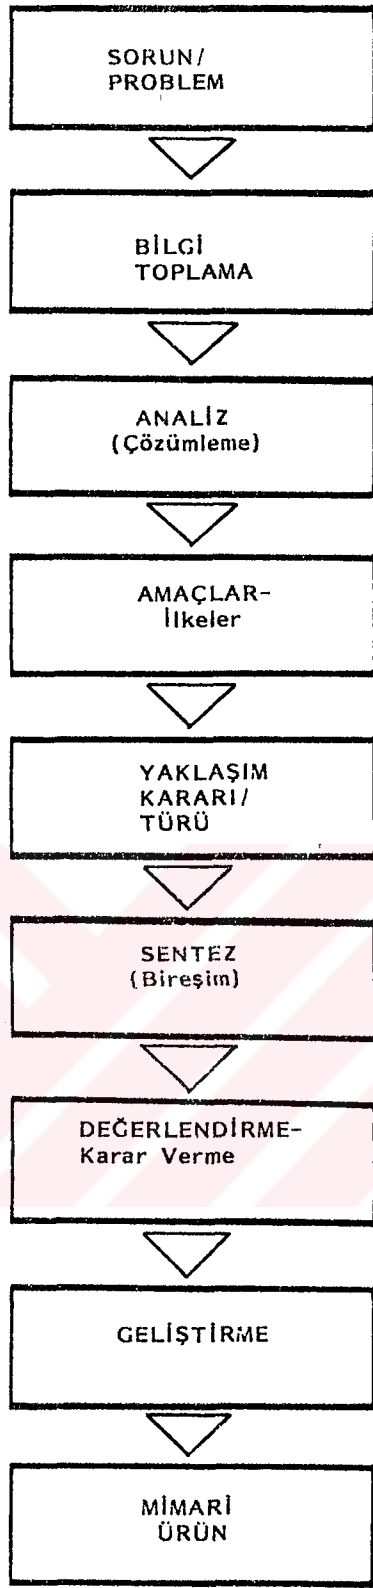 SORUN/
PROBLEM
BİLGİ
TOPLAMA
ANALİZ
(Çözümleme)
AMAÇLAR-
İlkeler
YAKLAŞIM
KARARI/
TÜRÜ
SENTEZ
(Bireşim)
DEĞERLENDİRME-
Karar Verme
GELİŞTİRME
MİMARİ
ÜRÜN